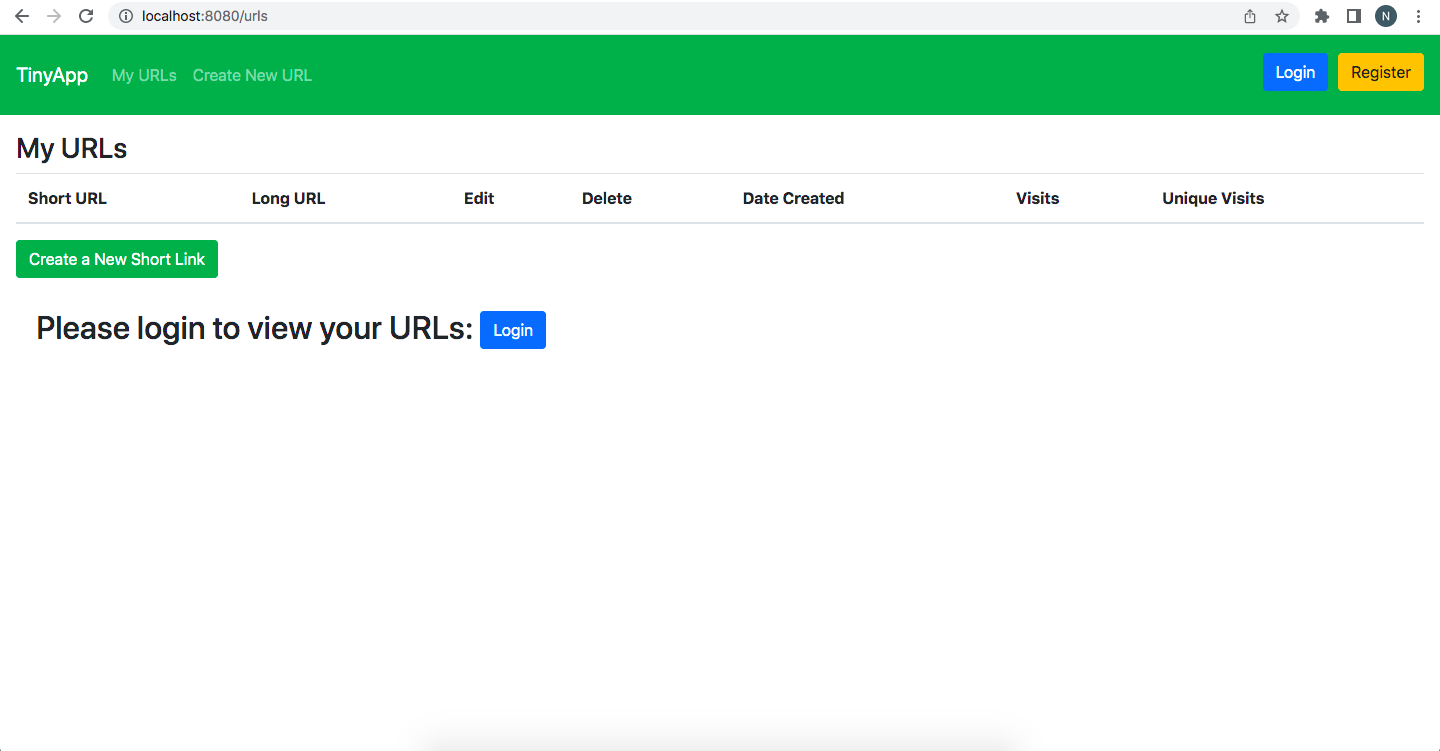 localhost:8080/urls
N
TinyApp My URLs Create New URL Login Register
My URLs
Short URL Long URL Edit Delete Date Created Visits Unique Visits
Create a New Short Link
Please login to view your URLs: Login